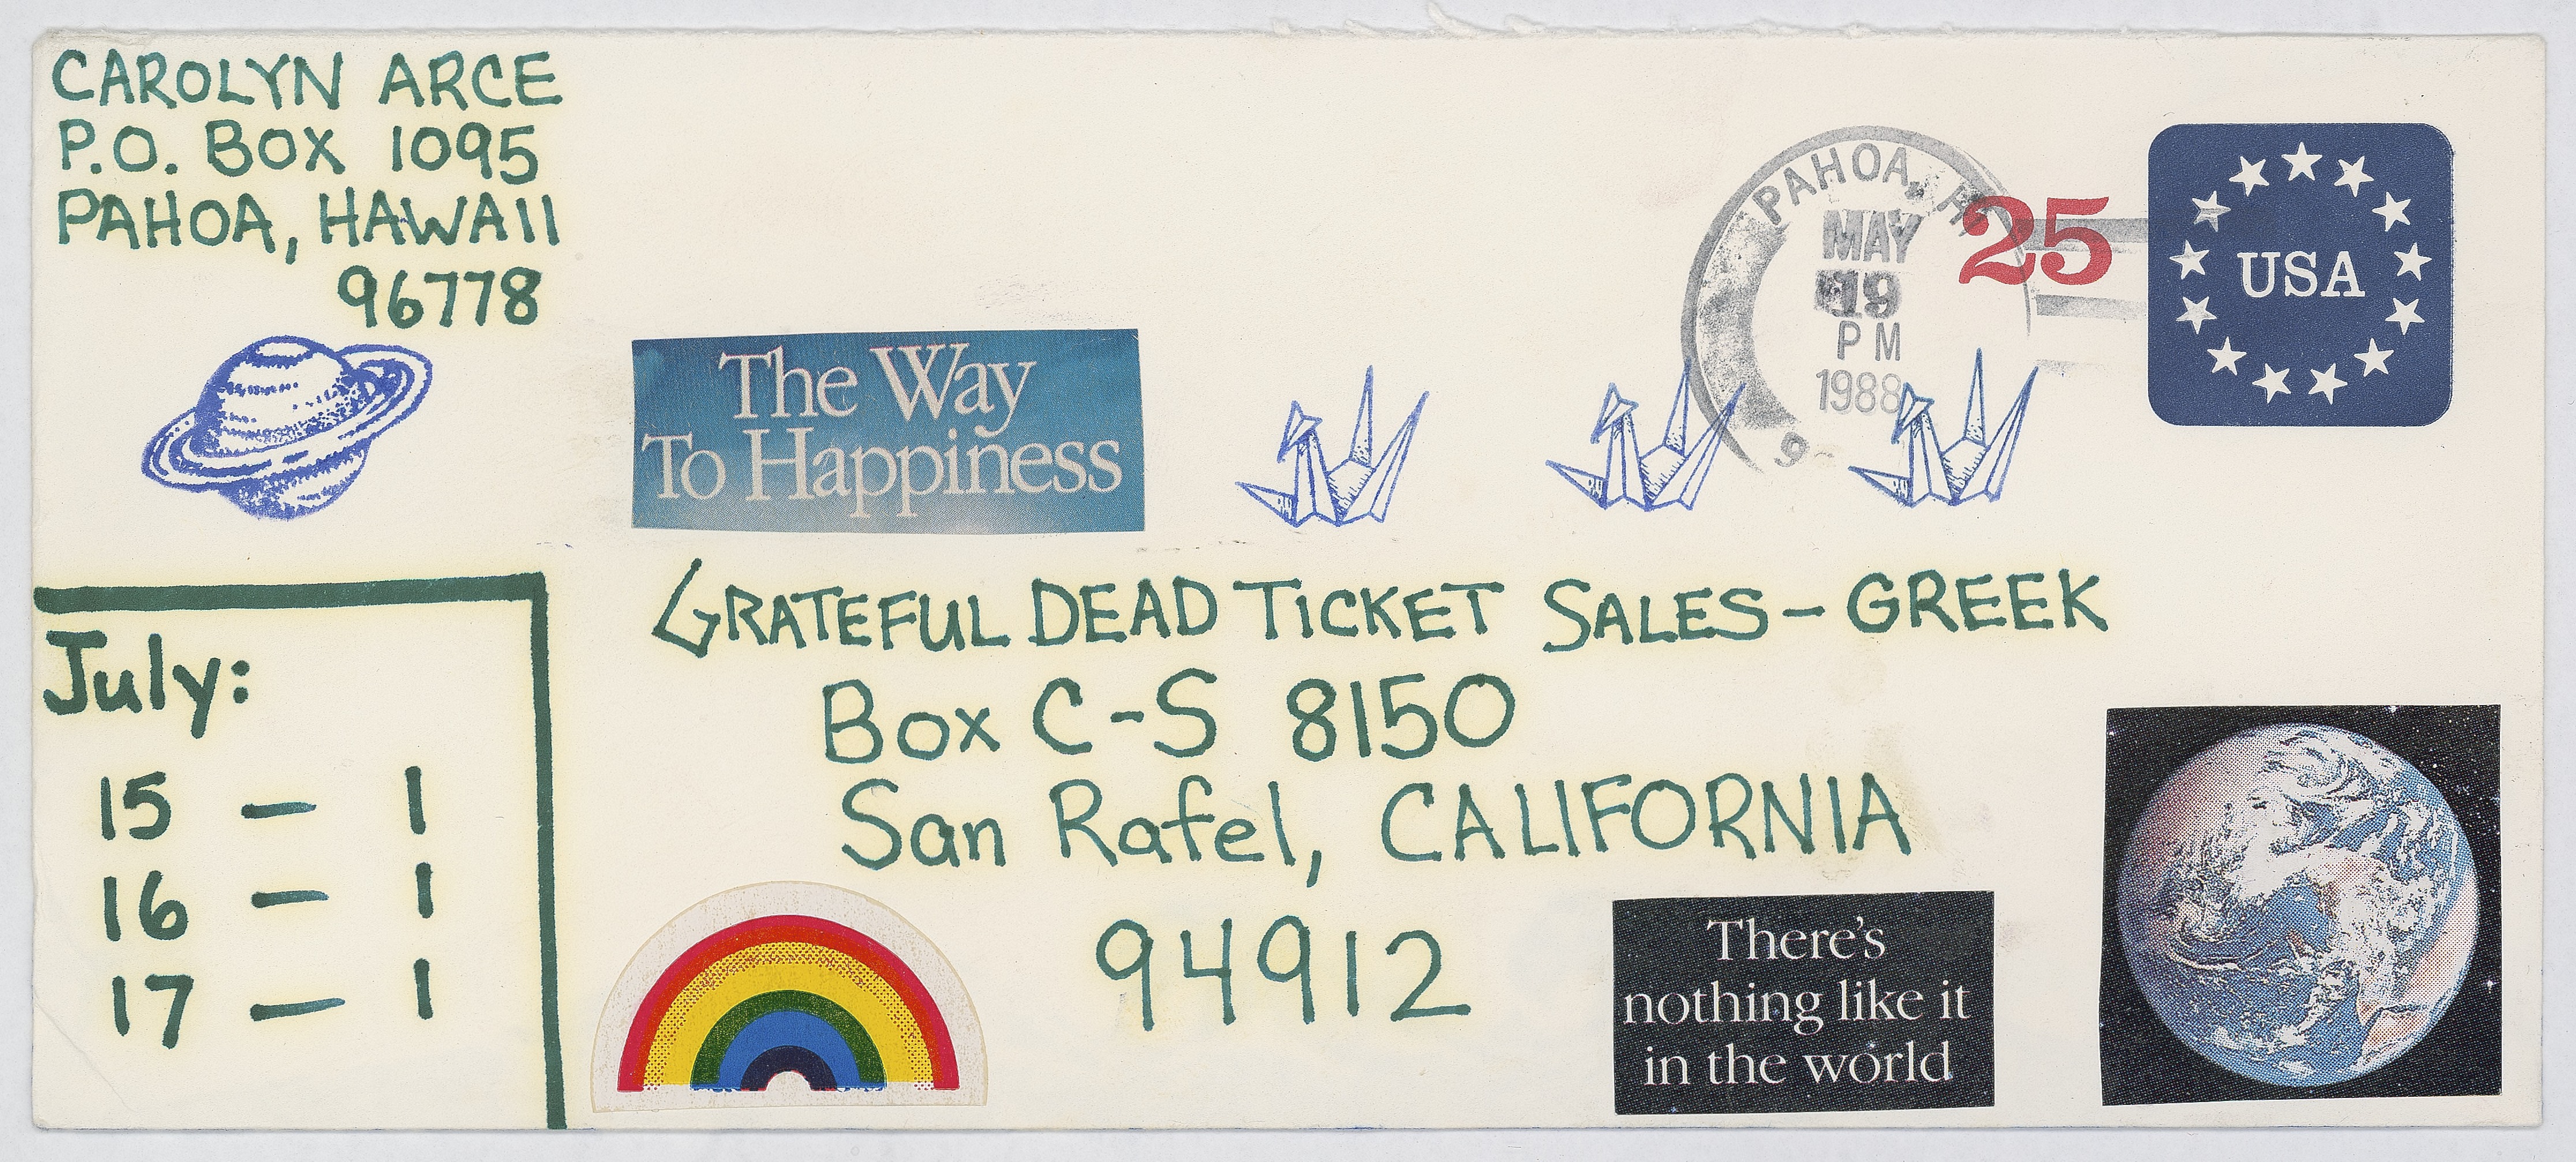 CAROLYN ARCE
P.O. BOX 1095
PAHOA, HAWAII
96778
PAHOA, HI
MAY
19
PM
1988
9
25
USA
The Way
To Happiness
GRATEFUL DEAD TICKET SALES - GREEK
Box C-S 8150
San Rafel, CALIFORNIA
94912
July:
15 - 1
16 - 1
17 - 1
There's
nothing like it
in the world